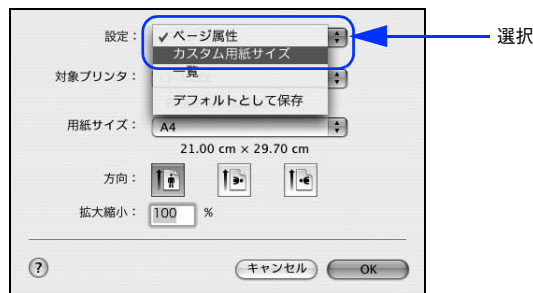 設定：
✓ ページ属性
カスタム用紙サイズ
一覧
デフォルトとして保存
選択
対象プリンタ：
用紙サイズ：
A4
21.00 cm × 29.70 cm
方向：
拡大縮小：
100
%
?
キャンセル
OK